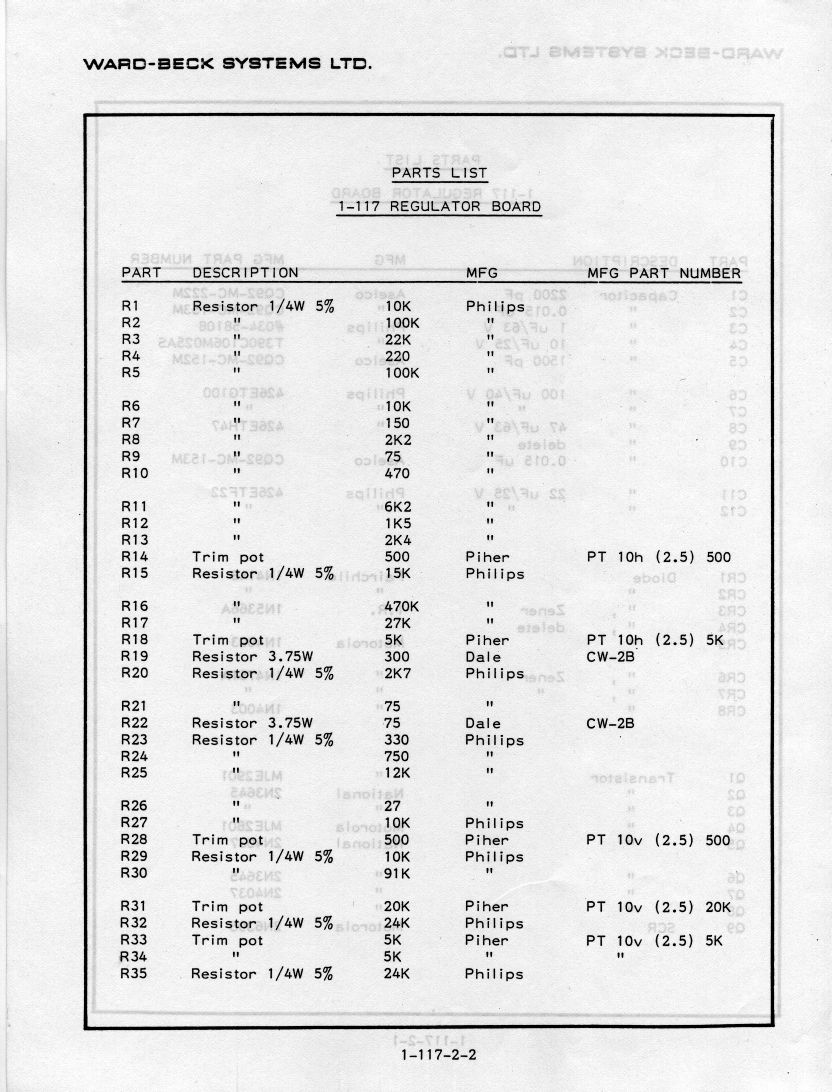 WARD-BECK SYSTEMS LTD.
PARTS LIST
1-117 REGULATOR BOARD
PART DESCRIPTION MFG MFG PART NUMBER
R1 Resistor 1/4W 5% 10K Philips
R2 " 100K "
R3 " 22K "
R4 " 220 "
R5 " 100K "
R6 " 10K "
R7 " 150 "
R8 " 2K2 "
R9 " 75 "
R10 " 470 "
R11 " 6K2 "
R12 " 1K5 "
R13 " 2K4 "
R14 Trim pot 500 Piher PT 10h (2.5) 500
R15 Resistor 1/4W 5% 15K Philips
R16 " 470K "
R17 " 27K "
R18 Trim pot 5K Piher PT 10h (2.5) 5K
R19 Resistor 3.75W 300 Dale CW-2B
R20 Resistor 1/4W 5% 2K7 Philips
R21 " 75 "
R22 Resistor 3.75W 75 Dale CW-2B
R23 Resistor 1/4W 5% 330 Philips
R24 " 750 "
R25 " 12K "
R26 " 27 "
R27 " 10K Philips
R28 Trim pot 500 Piher PT 10v (2.5) 500
R29 Resistor 1/4W 5% 10K Philips
R30 " 91K "
R31 Trim pot 20K Piher PT 10v (2.5) 20K
R32 Resistor 1/4W 5% 24K Philips
R33 Trim pot 5K Piher PT 10v (2.5) 5K
R34 " 5K " "
R35 Resistor 1/4W 5% 24K Philips
1-117-2-2